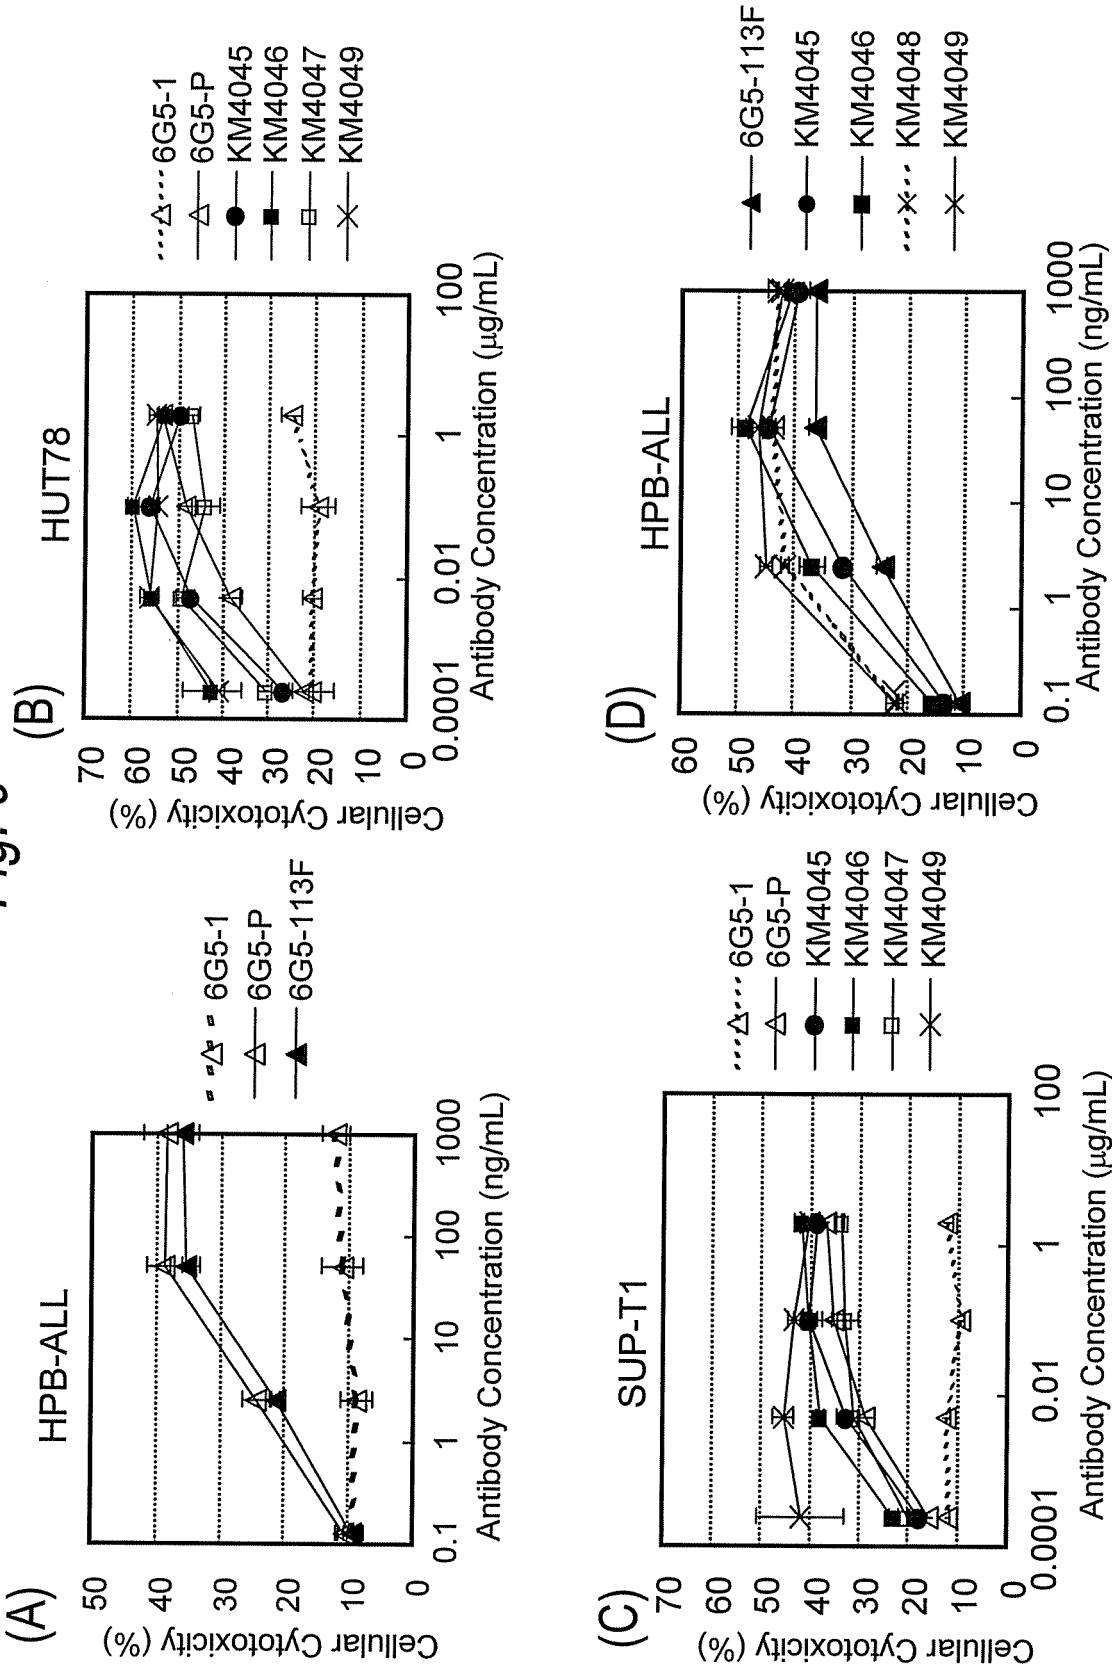 (A)
HPB-ALL
Cellular Cytotoxicity (%)
50
40
30
20
10
0
0.1
1
10
100
1000
Antibody Concentration (ng/mL)
6G5-1
6G5-P
6G5-113F
(B)
HUT78
Cellular Cytotoxicity (%)
70
60
50
40
30
20
10
0
0.0001
0.01
1
100
Antibody Concentration (µg/mL)
6G5-1
6G5-P
KM4045
KM4046
KM4047
KM4049
(C)
SUP-T1
Cellular Cytotoxicity (%)
70
60
50
40
30
20
10
0
0.0001
0.01
1
100
Antibody Concentration (µg/mL)
6G5-1
6G5-P
KM4045
KM4046
KM4047
KM4049
(D)
HPB-ALL
Cellular Cytotoxicity (%)
60
50
40
30
20
10
0
0.1
1
10
100
1000
Antibody Concentration (ng/mL)
6G5-113F
KM4045
KM4046
KM4048
KM4049